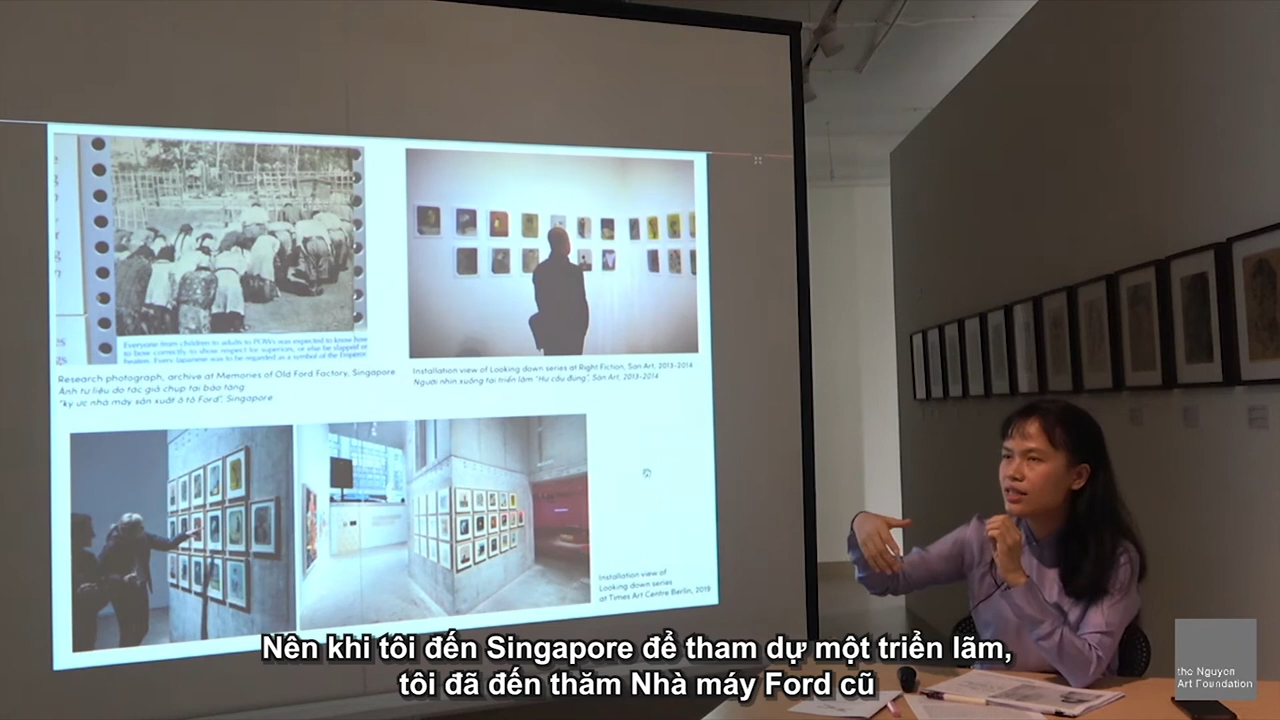 Everyone from children to adults to POWs was expected to know how
to bow correctly to show respect for superiors, or else be slapped or
beaten. Every Japanese was to be regarded as a symbol of the Emperor.
Research photograph, archive at Memories of Old Ford Factory, Singapore
Ảnh tư liệu do tác giả chụp tại bảo tàng
"ký ức nhà máy sản xuất ô tô Ford", Singapore
Installation view of Looking down series at Right Fiction, Sàn Art, 2013-2014
Người nhìn xuống tại triển lãm "Hư cấu đúng", Sàn Art, 2013-2014
Installation view of
Looking down series
at Times Art Centre Berlin, 2019
Nên khi tôi đến Singapore để tham dự một triển lãm,
tôi đã đến thăm Nhà máy Ford cũ
the Nguyen
Art Foundation